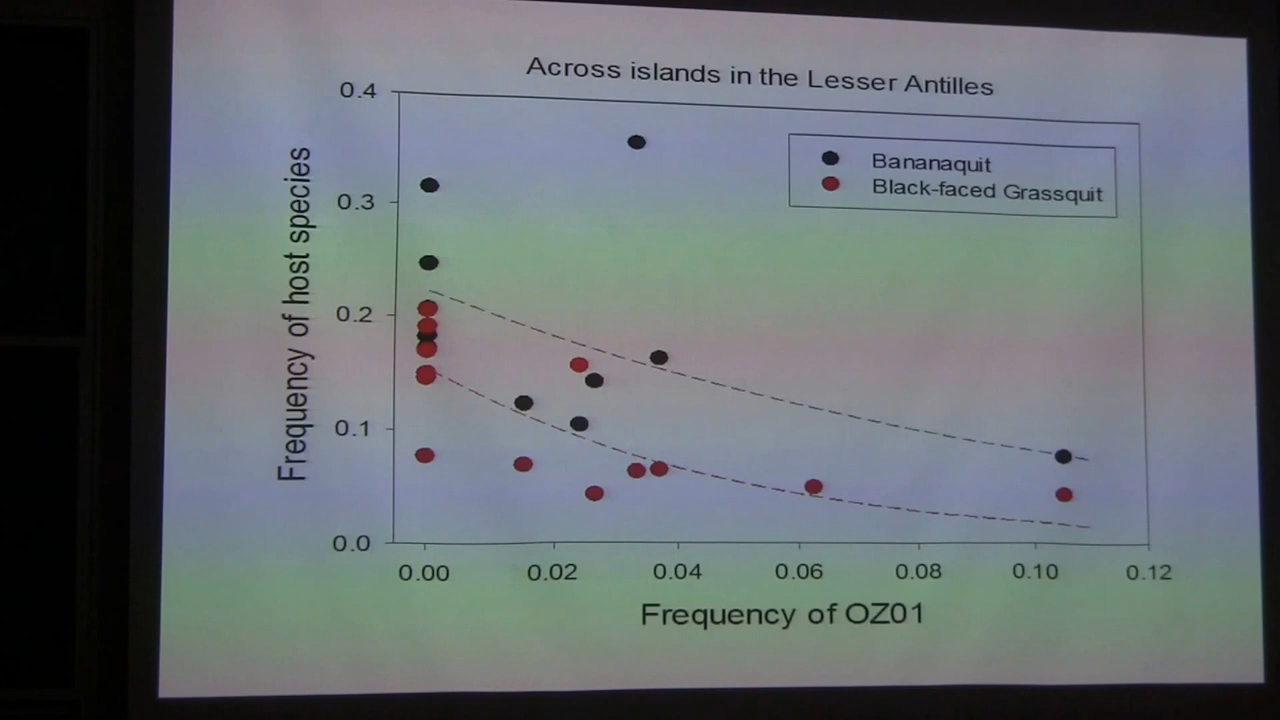 Across islands in the Lesser Antilles
Bananaquit
Black-faced Grassquit
Frequency of host species
0.4
0.3
0.2
0.1
0.0
0.00 0.02 0.04 0.06 0.08 0.10 0.12
Frequency of OZ01